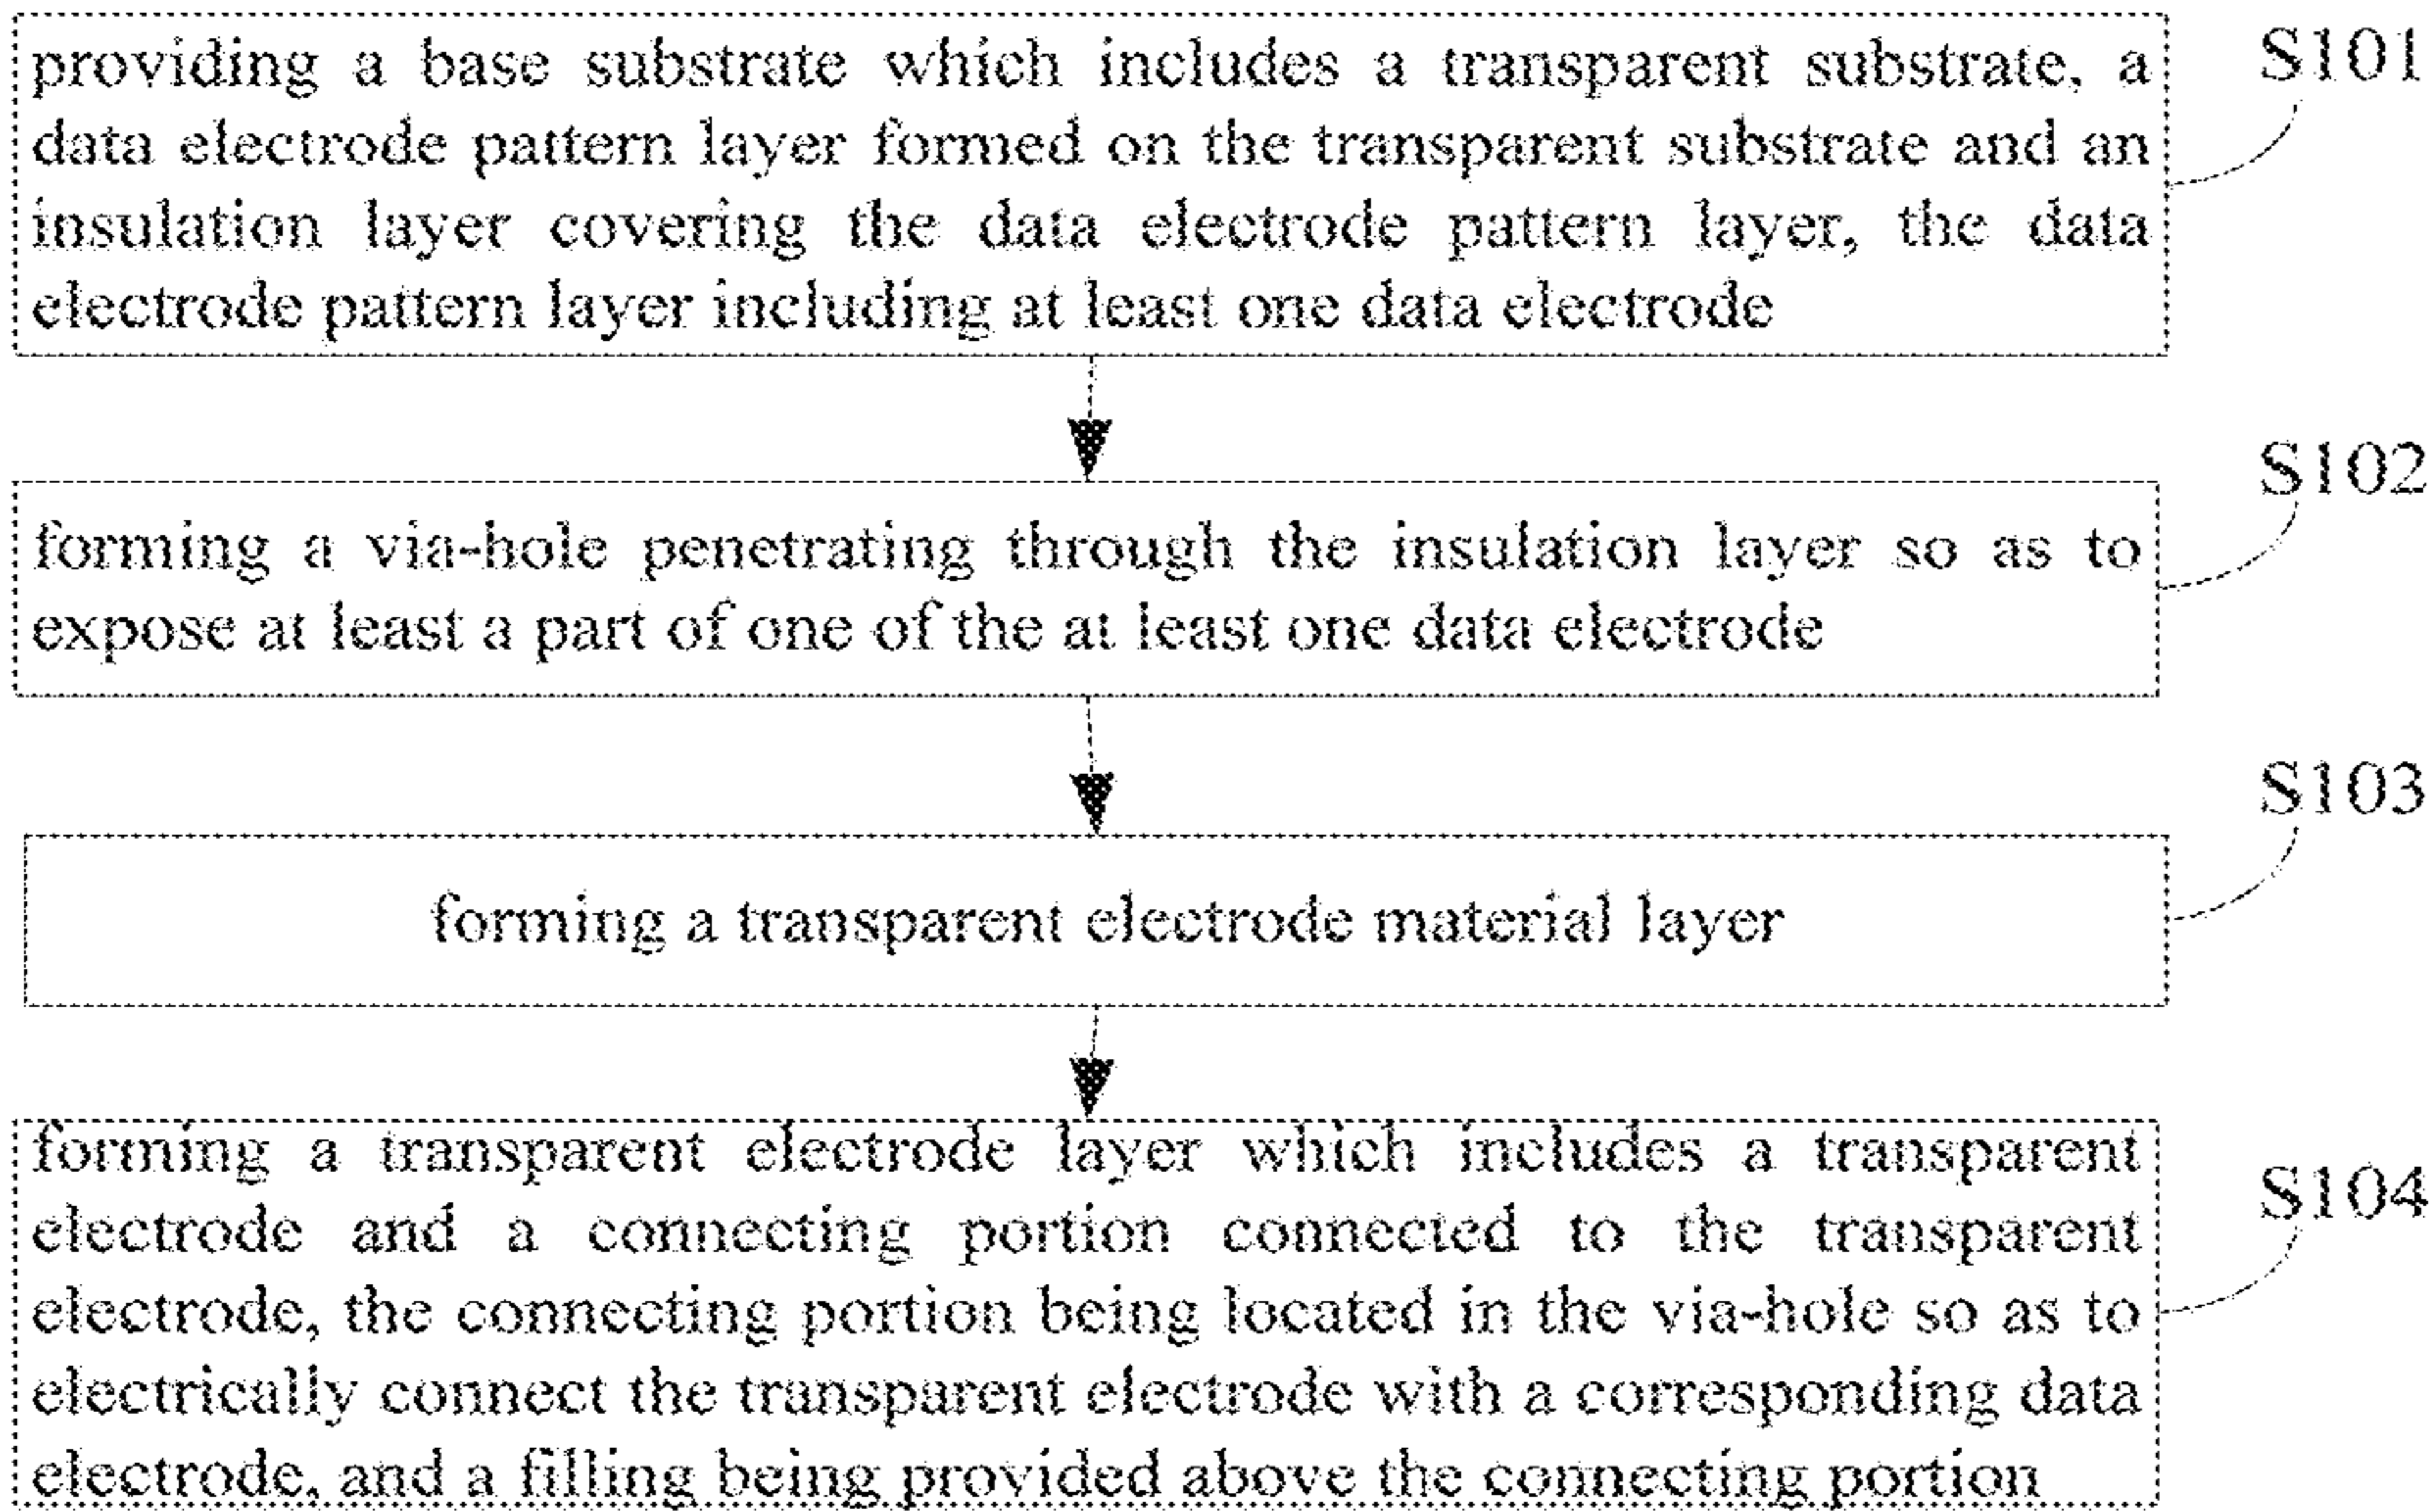 providing a base substrate which includes a transparent substrate, a
data electrode pattern layer formed on the transparent substrate and an
insulation layer covering the data electrode pattern layer, the data
electrode pattern layer including at least one data electrode
S101
forming a via-hole penetrating through the insulation layer so as to
expose at least a part of one of the at least one data electrode
S102
forming a transparent electrode material layer
S103
forming a transparent electrode layer which includes a transparent
electrode and a connecting portion connected to the transparent
electrode, the connecting portion being located in the via-hole so as to
electrically connect the transparent electrode with a corresponding data
electrode, and a filling being provided above the connecting portion
S104